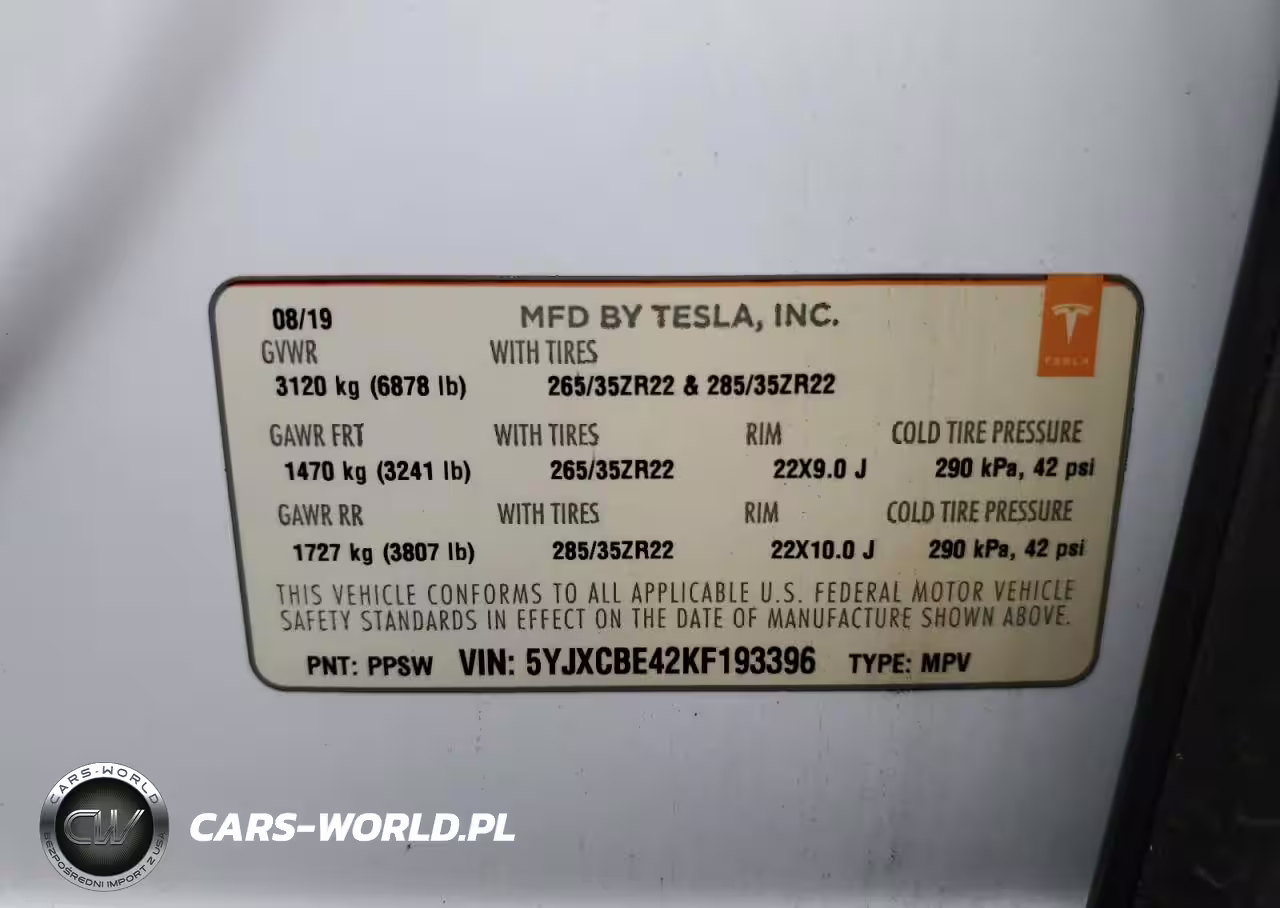 08/19 MFD BY TESLA, INC.
TESLA
GVWR WITH TIRES
3120 kg (6878 lb) 265/35ZR22 & 285/35ZR22
GAWR FRT WITH TIRES RIM COLD TIRE PRESSURE
1470 kg (3241 lb) 265/35ZR22 22X9.0 J 290 kPa, 42 psi
GAWR RR WITH TIRES RIM COLD TIRE PRESSURE
1727 kg (3807 lb) 285/35ZR22 22X10.0 J 290 kPa, 42 psi
THIS VEHICLE CONFORMS TO ALL APPLICABLE U.S. FEDERAL MOTOR VEHICLE
SAFETY STANDARDS IN EFFECT ON THE DATE OF MANUFACTURE SHOWN ABOVE.
PNT: PPSW VIN: 5YJXCBE42KF193396 TYPE: MPV
CARS-WORLD
CW
BEZPOŚREDNI IMPORT Z USA
CARS-WORLD.PL